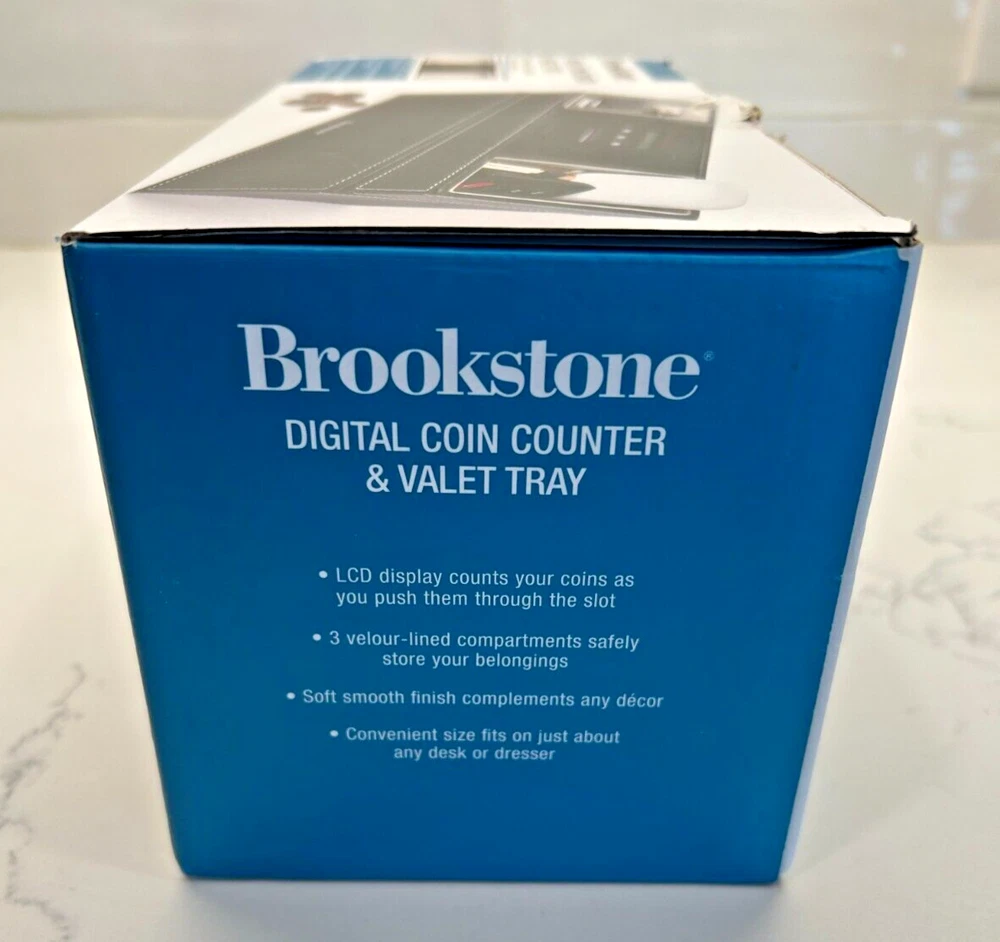 Brookstone®
DIGITAL COIN COUNTER
& VALET TRAY
• LCD display counts your coins as
you push them through the slot
• 3 velour-lined compartments safely
store your belongings
• Soft smooth finish complements any décor
• Convenient size fits on just about
any desk or dresser